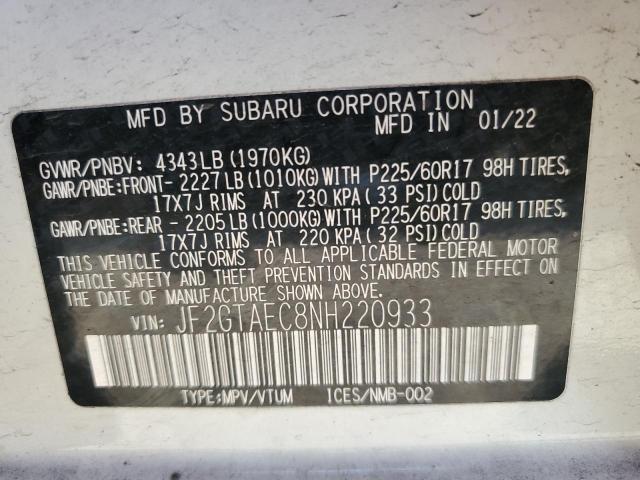 MFD BY SUBARU CORPORATION
MFD IN 01/22
GVWR/PNBV: 4343LB (1970KG)
GAWR/PNBE:FRONT- 2227LB (1010KG)WITH P225/60R17 98H TIRES,
17X7J RIMS AT 230 KPA (33 PSI)COLD
GAWR/PNBE:REAR - 2205LB (1000KG)WITH P225/60R17 98H TIRES,
17X7J RIMS AT 220 KPA (32 PSI)COLD
THIS VEHICLE CONFORMS TO ALL APPLICABLE FEDERAL MOTOR
VEHICLE SAFETY AND THEFT PREVENTION STANDARDS IN EFFECT ON
THE DATE OF MANUFACTURE SHOWN ABOVE.
VIN: JF2GTAEC8NH220933
TYPE:MPV/VTUM ICES/NMB-002